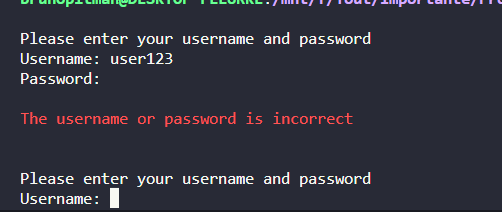 Please enter your username and password
Username: user123
Password:
The username or password is incorrect
Please enter your username and password
Username: